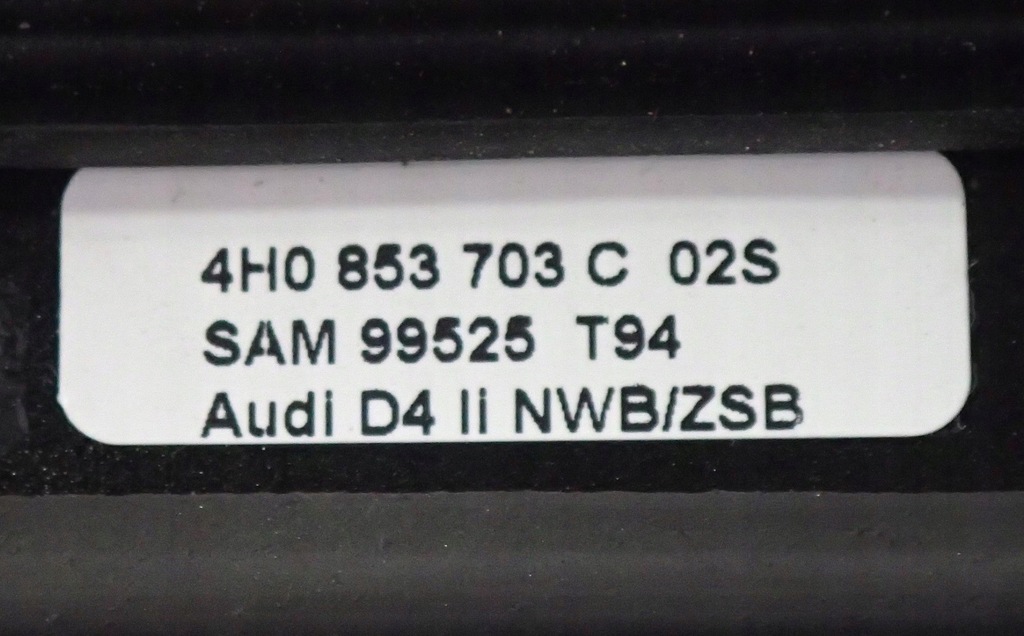 4H0 853 703 C 02S
SAM 99525 T94
Audi D4 li NWB/ZSB